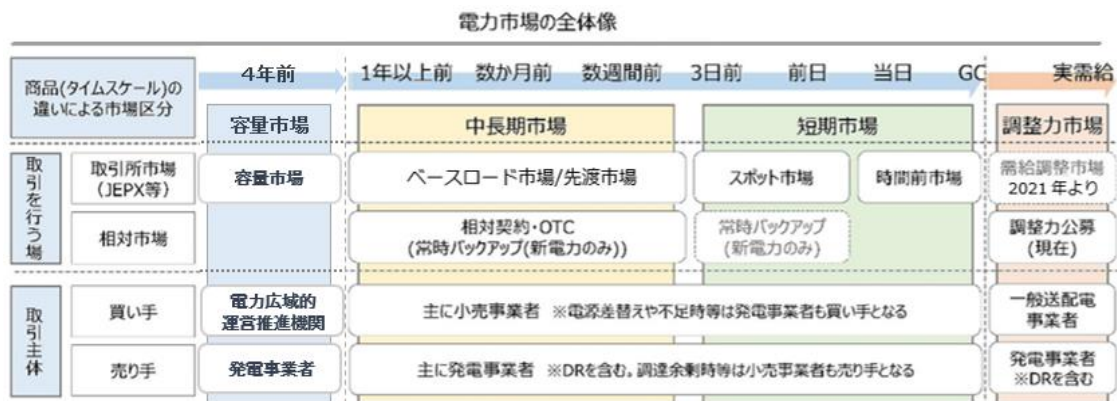 電力市場の全体像
商品(タイムスケール)の
違いによる市場区分
4年前
1年以上前 数か月前 数週間前 3日前 前日 当日 GC 実需給
容量市場
中長期市場
短期市場
調整力市場
取引を行う場
取引所市場
(JEPX等)
容量市場
ベースロード市場/先渡市場
スポット市場
時間前市場
需給調整市場
2021年より
相対市場
相対契約・OTC
(常時バックアップ(新電力のみ))
常時バックアップ
(新電力のみ)
調整力公募
(現在)
取引主体
買い手
電力広域的
運営推進機関
主に小売事業者 ※電源差替えや不足時等は発電事業者も買い手となる
一般送配電
事業者
売り手
発電事業者
主に発電事業者 ※DRを含む。調達余剰時等は小売事業者も売り手となる
発電事業者
※DRを含む